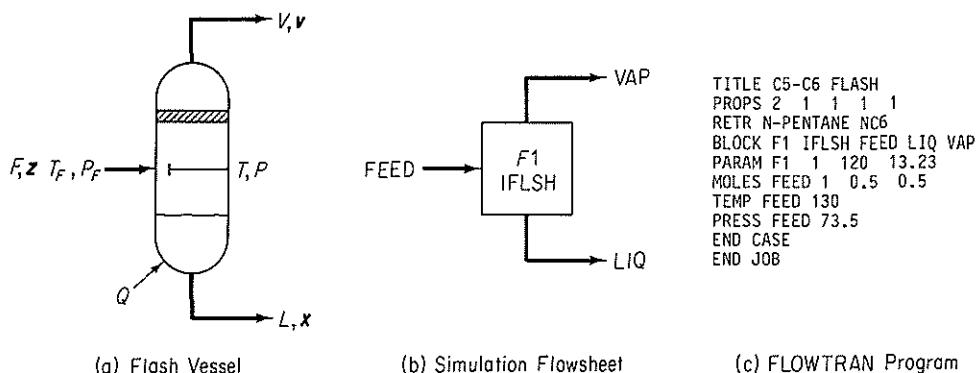 V, v
F, z T_F, P_F
T, P
Q
L, x
(a) Flash Vessel
VAP
FEED
F1
IFLSH
LIQ
(b) Simulation Flowsheet
TITLE C5-C6 FLASH
PROPS 2 1 1 1 1
RETR N-PENTANE NC6
BLOCK F1 IFLSH FEED LIQ VAP
PARAM F1 1 120 13.23
MOLES FEED 1 0.5 0.5
TEMP FEED 130
PRESS FEED 73.5
END CASE
END JOB
(c) FLOWTRAN Program